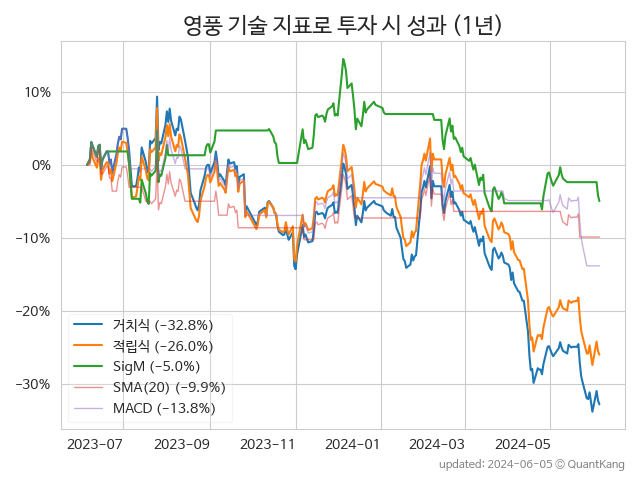 영풍 기술 지표로 투자 시 성과 (1년)
10%
0%
−10%
−20%
−30%
거치식 (−32.8%)
적립식 (−26.0%)
SigM (−5.0%)
SMA(20) (−9.9%)
MACD (−13.8%)
2023-07 2023-09 2023-11 2024-01 2024-03 2024-05
updated: 2024-06-05 © QuantKang